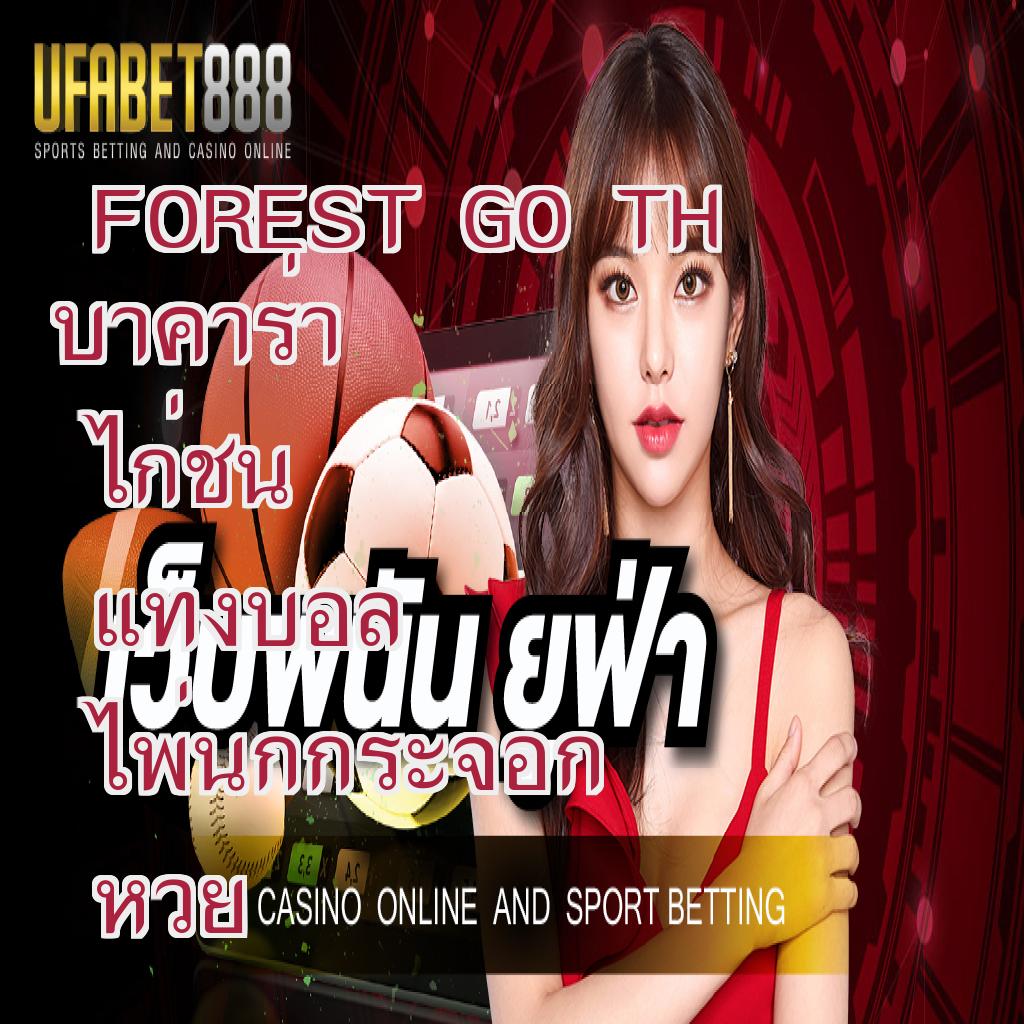 UFABET888
SPORTS BETTING AND CASINO ONLINE
FOREST GO TH
บาคาร่า
ไก่ชน
แท่งบอล
เว็บพนัน ยูฟ่า
ไพ่นกกระจอก
หวย
CASINO ONLINE AND SPORT BETTING